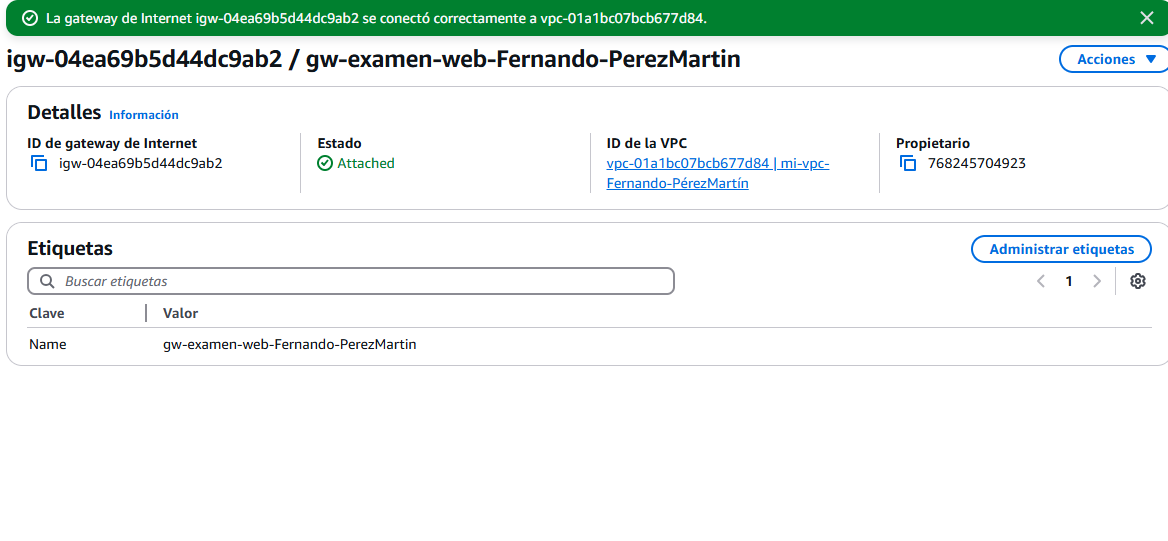 La gateway de Internet igw-04ea69b5d44dc9ab2 se conectó correctamente a vpc-01a1bc07bcb677d84.
igw-04ea69b5d44dc9ab2 / gw-examen-web-Fernando-PerezMartin
Acciones
Detalles Información
ID de gateway de Internet
igw-04ea69b5d44dc9ab2
Estado
Attached
ID de la VPC
vpc-01a1bc07bcb677d84 | mi-vpc-
Fernando-PérezMartín
Propietario
768245704923
Etiquetas
Administrar etiquetas
Buscar etiquetas
1
Clave Valor
Name gw-examen-web-Fernando-PerezMartin